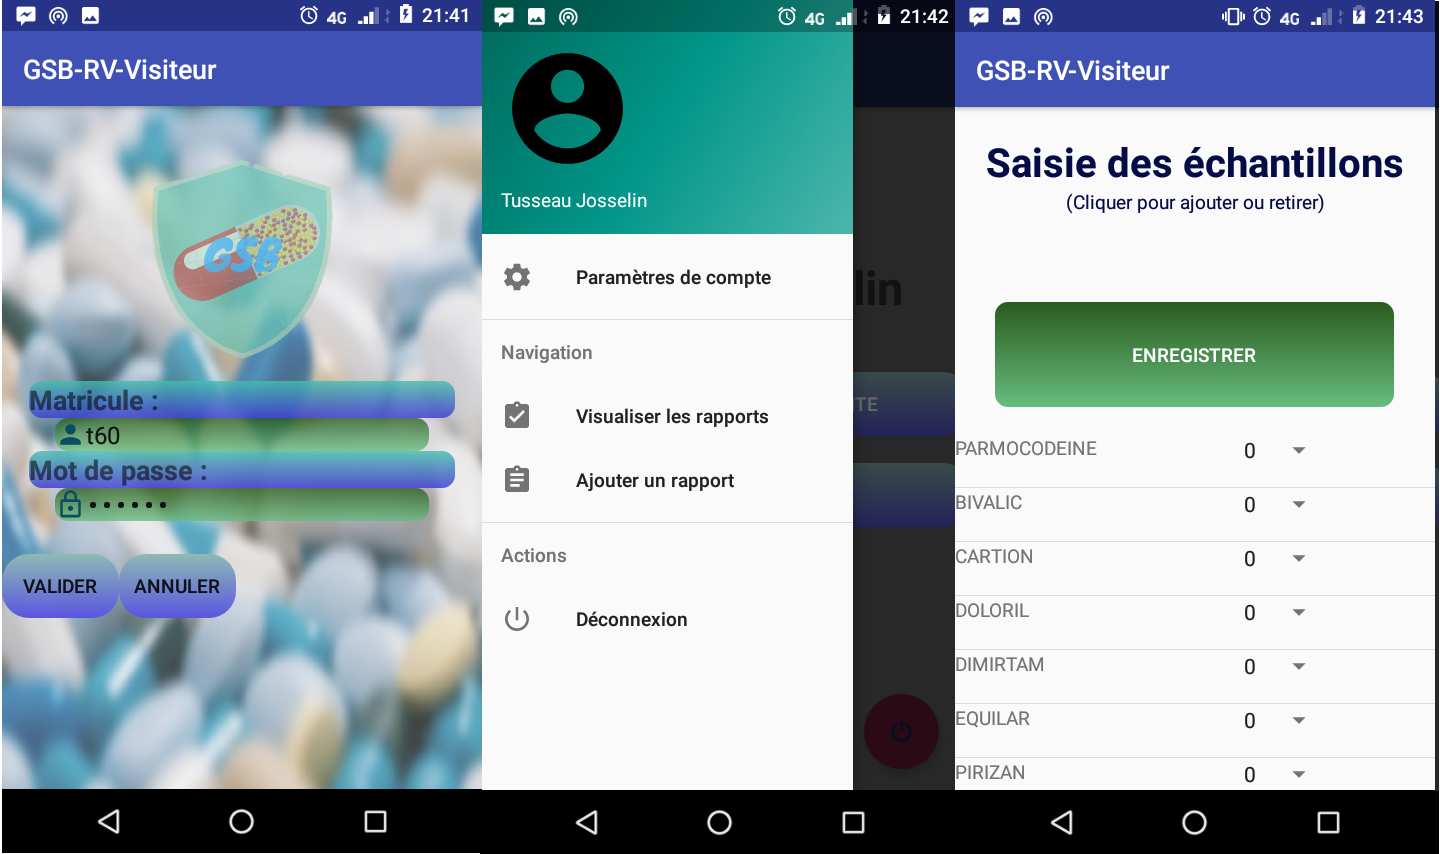 4G 21:41
GSB-RV-Visiteur
GSB
Matricule :
t60
Mot de passe :
VALIDER ANNULER
4G 21:42
Tusseau Josselin
Paramètres de compte
Navigation
Visualiser les rapports
Ajouter un rapport
Actions
Déconnexion
lin
TE
4G 21:43
GSB-RV-Visiteur
Saisie des échantillons
(Cliquer pour ajouter ou retirer)
ENREGISTRER
PARMOCODEINE 0
BIVALIC 0
CARTION 0
DOLORIL 0
DIMIRTAM 0
EQUILAR 0
PIRIZAN 0